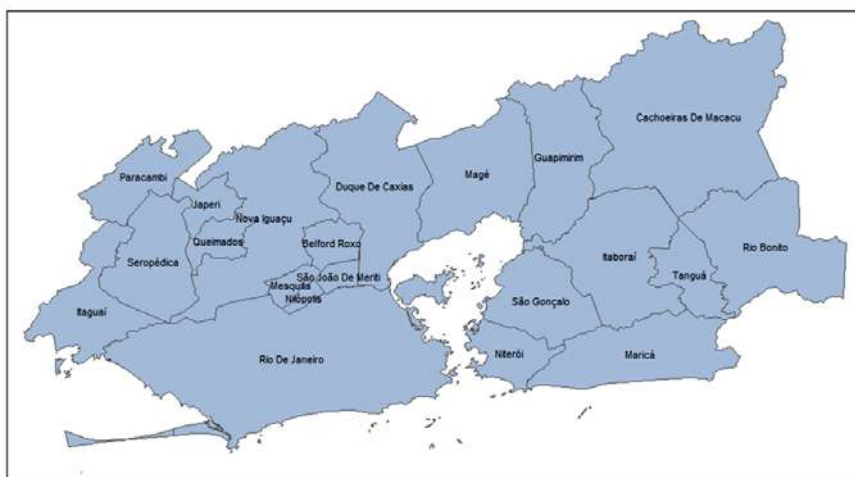 Cachoeiras De Macacu
Guapimirim
Paracambi
Magé
Duque De Caxias
Japeri
Nova Iguaçu
Queimados
Belford Roxo
Rio Bonito
Itaboraí
Seropédica
São João De Meriti
Tanguá
Mesquita
Nilópolis
São Gonçalo
Itaguaí
Niterói
Maricá
Rio De Janeiro